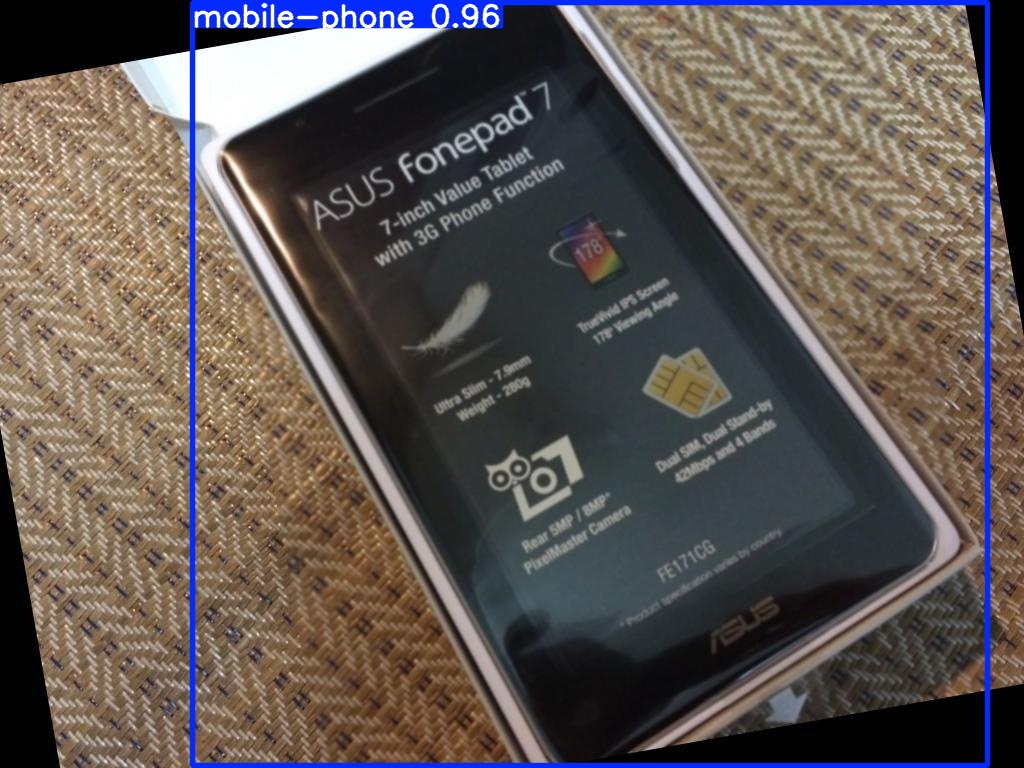 mobile-phone 0.96
ASUS fonepad™ 7
7-inch Value Tablet
with 3G Phone Function
178
TrueVivid IPS Screen
178° Viewing Angle
Ultra Slim - 7.9mm
Weight - 280g
Dual SIM, Dual Stand-by
42Mbps and 4 Bands
Rear 5MP / 8MP*
PixelMaster Camera
FE171CG
* Product specification varies by country.
ASUS